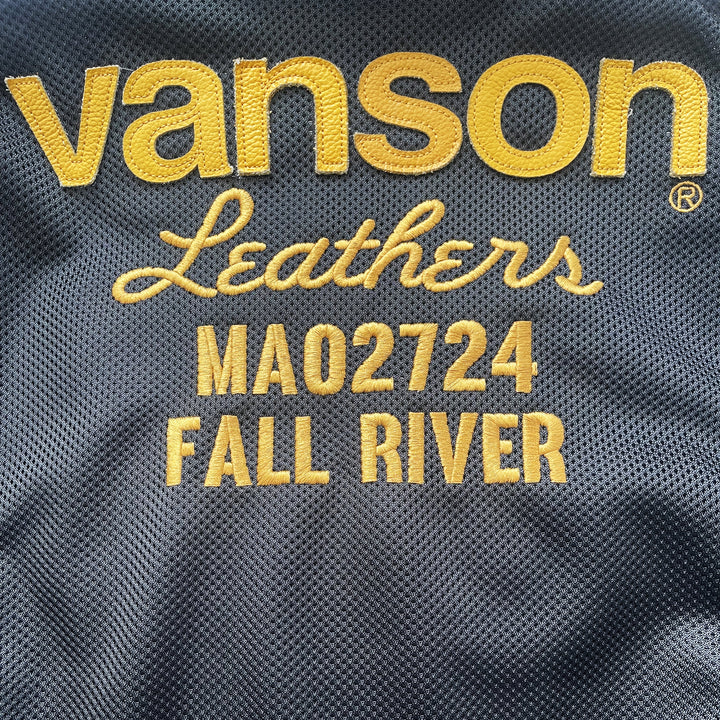 vanson®
Leathers
MA02724
FALL RIVER